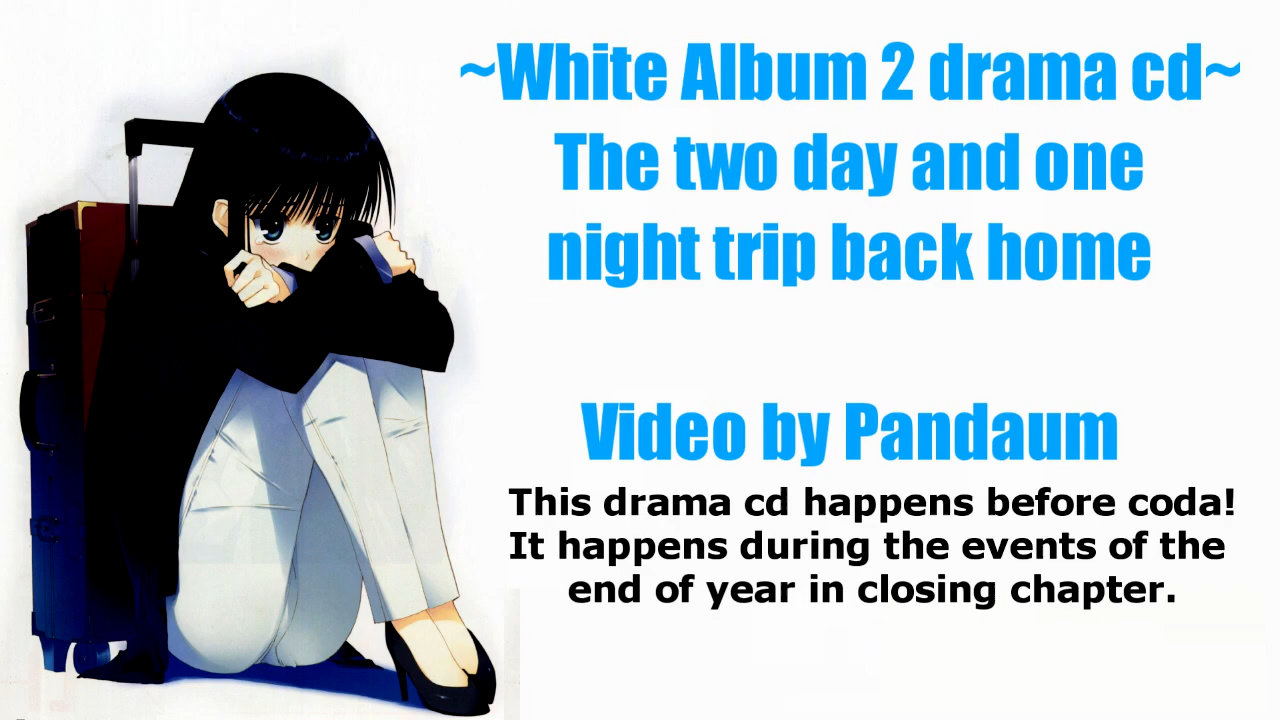 ~White Album 2 drama cd~
The two day and one
night trip back home
Video by Pandaum
This drama cd happens before coda!
It happens during the events of the
end of year in closing chapter.